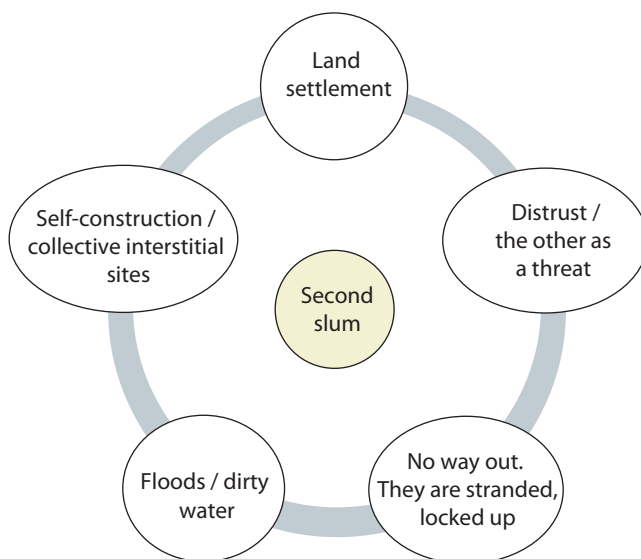 Land
settlement
Distrust /
the other as
a threat
No way out.
They are stranded,
locked up
Floods / dirty
water
Self-construction /
collective interstitial
sites
Second
slum